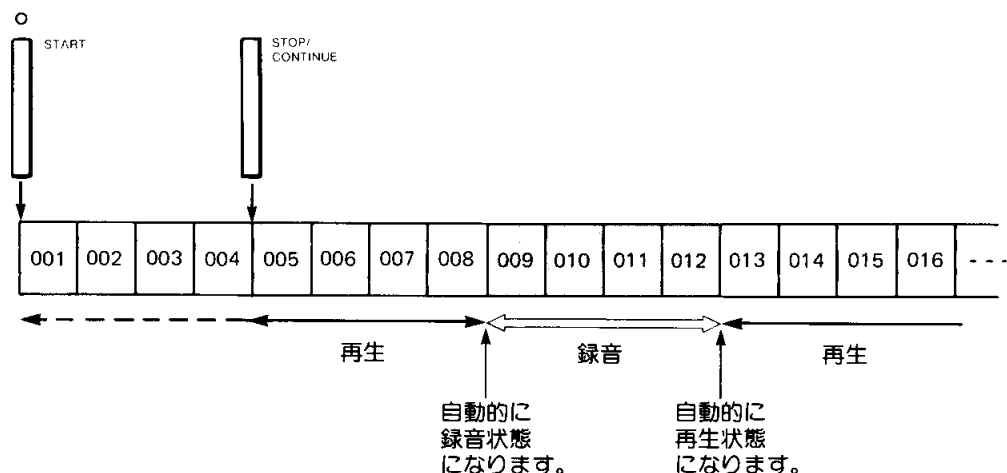 START
STOP/
CONTINUE
001 002 003 004 005 006 007 008 009 010 011 012 013 014 015 016 ---
再生 録音 再生
自動的に
録音状態
になります。
自動的に
再生状態
になります。